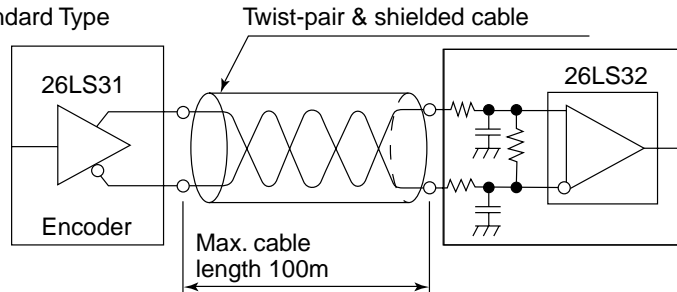 ndard Type
Twist-pair & shielded cable
26LS31
26LS32
Encoder
Max. cable
length 100m